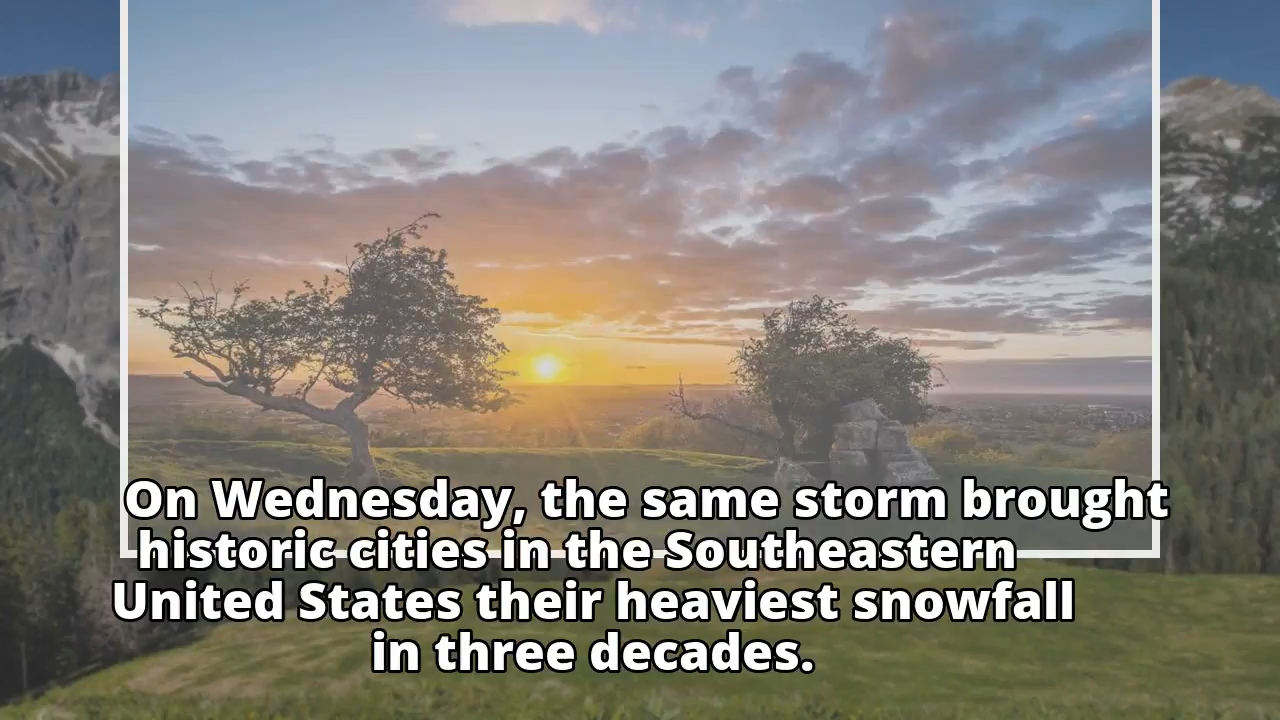 On Wednesday, the same storm brought
historic cities in the Southeastern
United States their heaviest snowfall
in three decades.